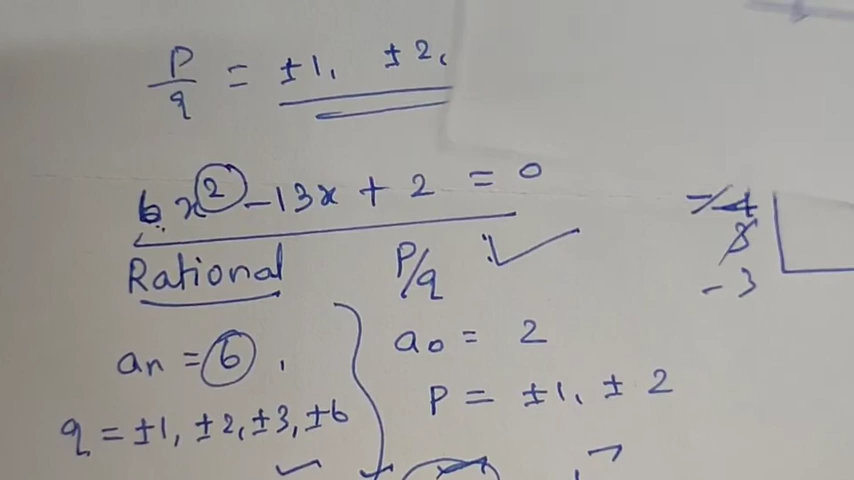 p/q = ±1, ±2,
6x² - 13x + 2 = 0
Rational p/q
aₙ = 6, a₀ = 2
q = ±1, ±2, ±3, ±6 p = ±1, ± 2
- 3